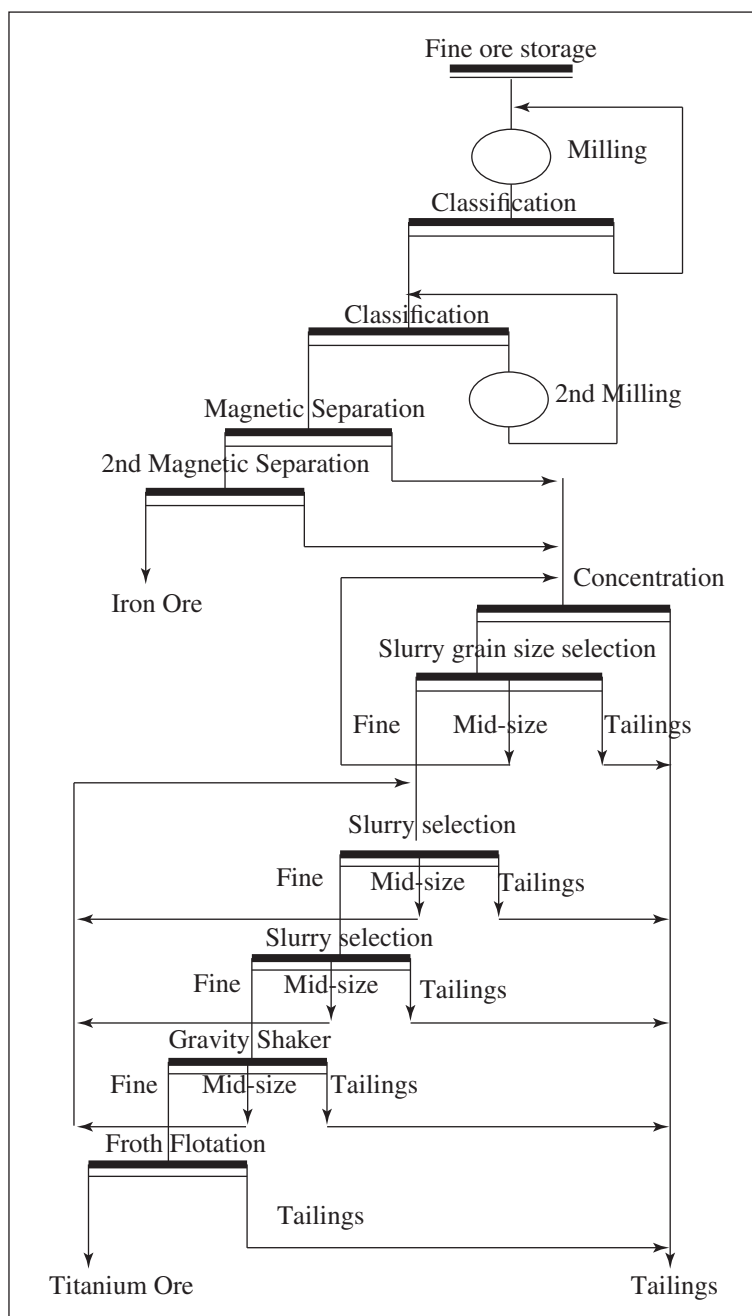 Fine ore storage
Milling
Classification
Classification
2nd Milling
Magnetic Separation
2nd Magnetic Separation
Concentration
Iron Ore
Slurry grain size selection
Fine
Mid-size
Tailings
Slurry selection
Fine
Mid-size
Tailings
Slurry selection
Fine
Mid-size
Tailings
Gravity Shaker
Fine
Mid-size
Tailings
Froth Flotation
Tailings
Titanium Ore
Tailings